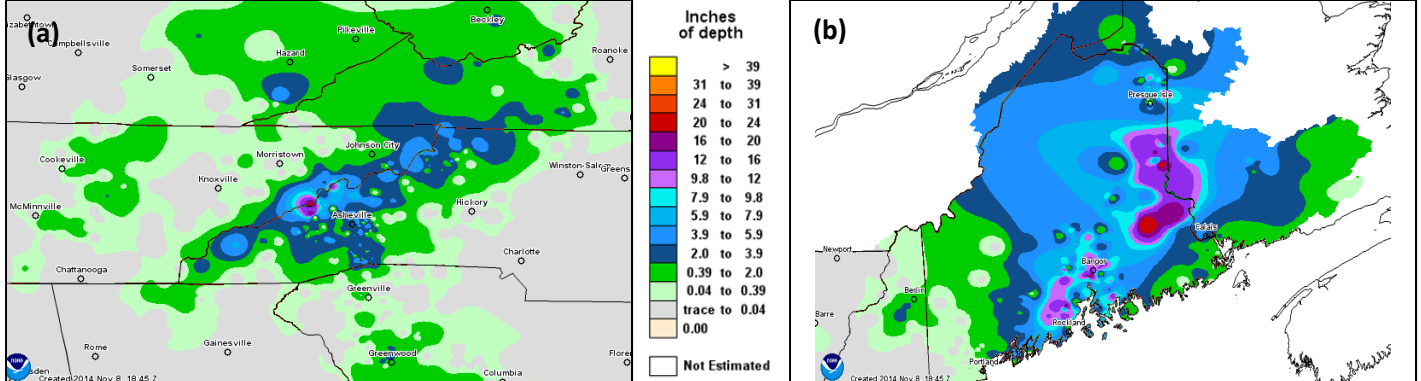 (a)
Beckley
Campbellsville
Pikeville
Roanoke
Hazard
Somerset
Glasgow
Johnson City
Cookeville
Morristown
Winston-Salem
Greens
Knoxville
McMinnville
Hickory
Asheville
Charlotte
Chattanooga
Greenville
Rome
Gainesville
Greenwood
Floren
Columbia
noaa
sden
Created 2014 Nov 8 18:45 Z
Inches
of depth
> 39
31 to 39
24 to 31
20 to 24
16 to 20
12 to 16
9.8 to 12
7.9 to 9.8
5.9 to 7.9
3.9 to 5.9
2.0 to 3.9
0.39 to 2.0
0.04 to 0.39
trace to 0.04
0.00
Not Estimated
(b)
Presque Isle
Newport
Calais
Bangor
Berlin
Barre
Rockland
Portland
noaa
Created 2014 Nov 8 18:45 Z